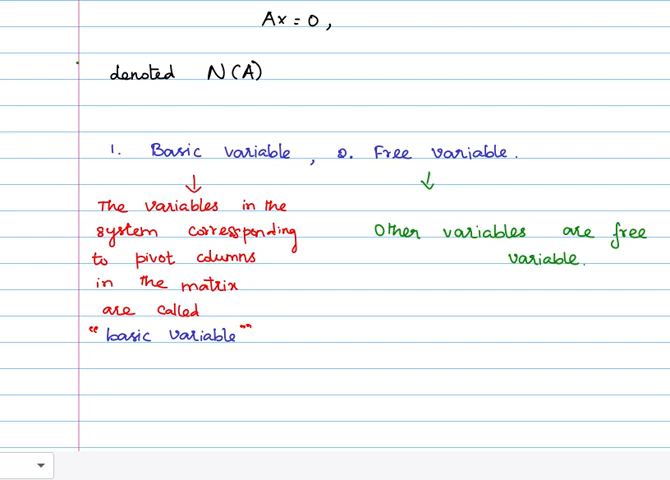 Ax = 0,
denoted N(A)
1. Basic variable, 2. Free variable.
The variables in the
system corresponding
to pivot columns
in the matrix
are called
"basic variable"
Other variables are free
variable.